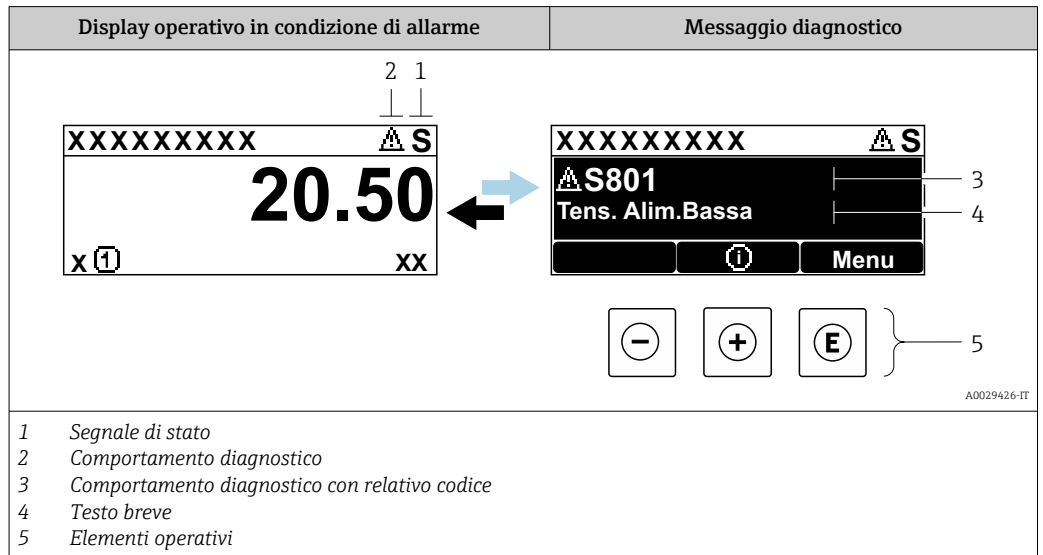 Display operativo in condizione di allarme
Messaggio diagnostico
2 1
XXXXXXXXX ⚠ S
20.50
x 1 xx
XXXXXXXXX ⚠ S
⚠S801
Tens. Alim.Bassa
i Menu
3
4
- + E
5
A0029426-IT
1 Segnale di stato
2 Comportamento diagnostico
3 Comportamento diagnostico con relativo codice
4 Testo breve
5 Elementi operativi